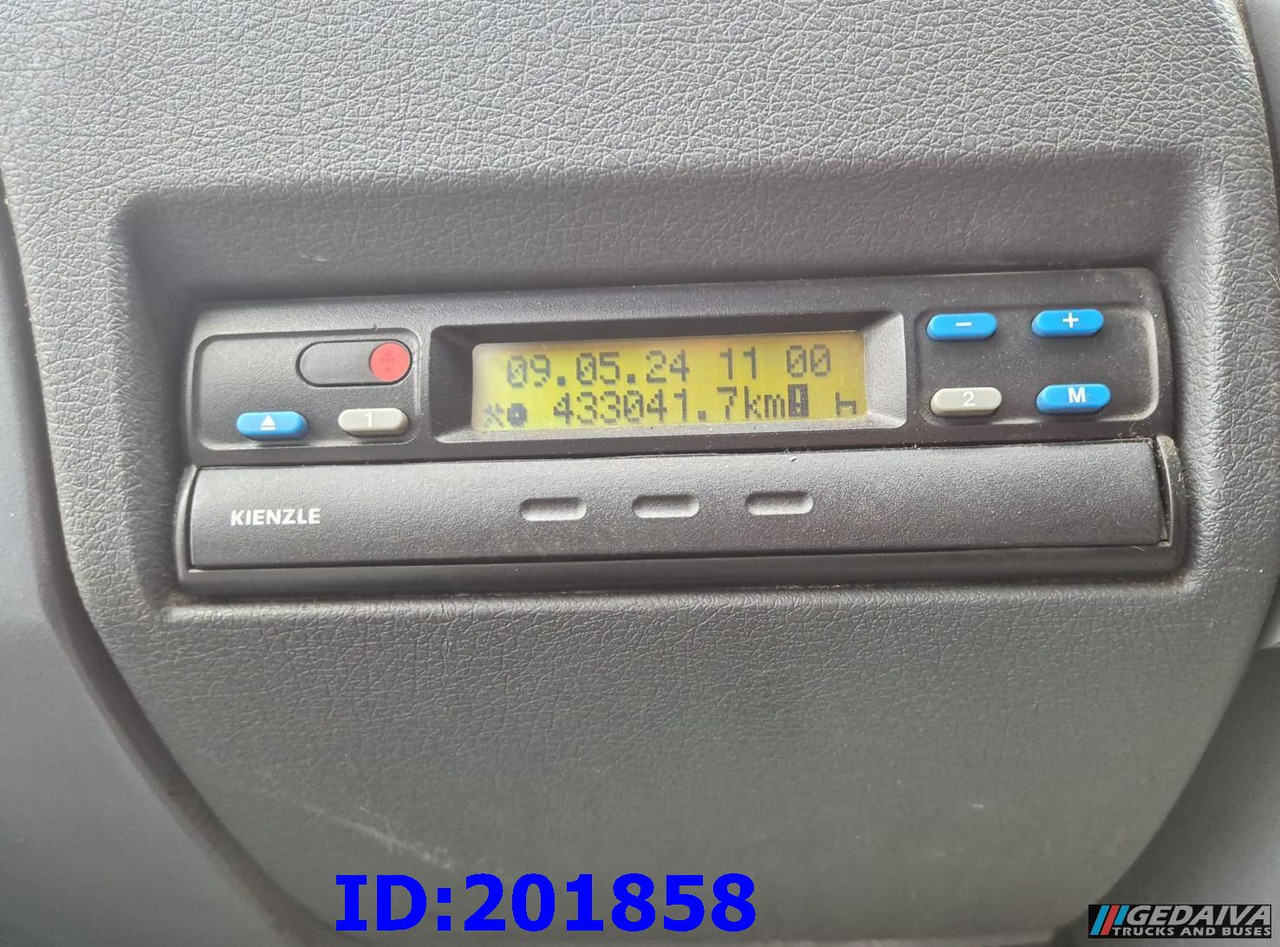 09.05.24 11 00
433041.7km!
1
−
+
2
M
KIENZLE
ID:201858
GEDAIVA
TRUCKS AND BUSES